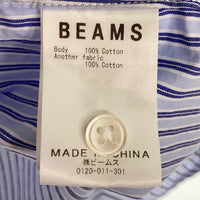 BEAMS
Body 100% Cotton
Another fabric
100% Cotton
MADE IN CHINA
㈱ビームス
0120-011-301